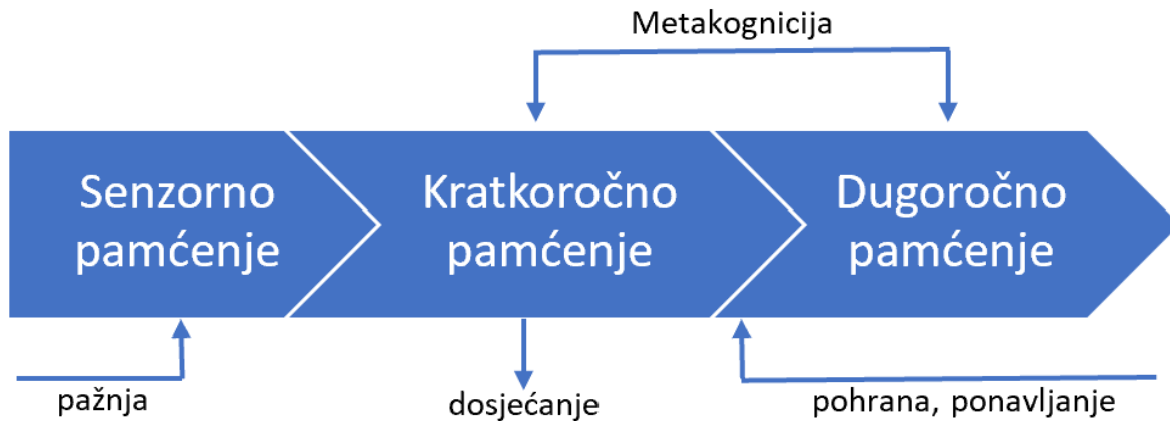 Metakognicija
Senzorno
pamćenje
Kratkoročno
pamćenje
Dugoročno
pamćenje
pažnja
dosjećanje
pohrana, ponavljanje